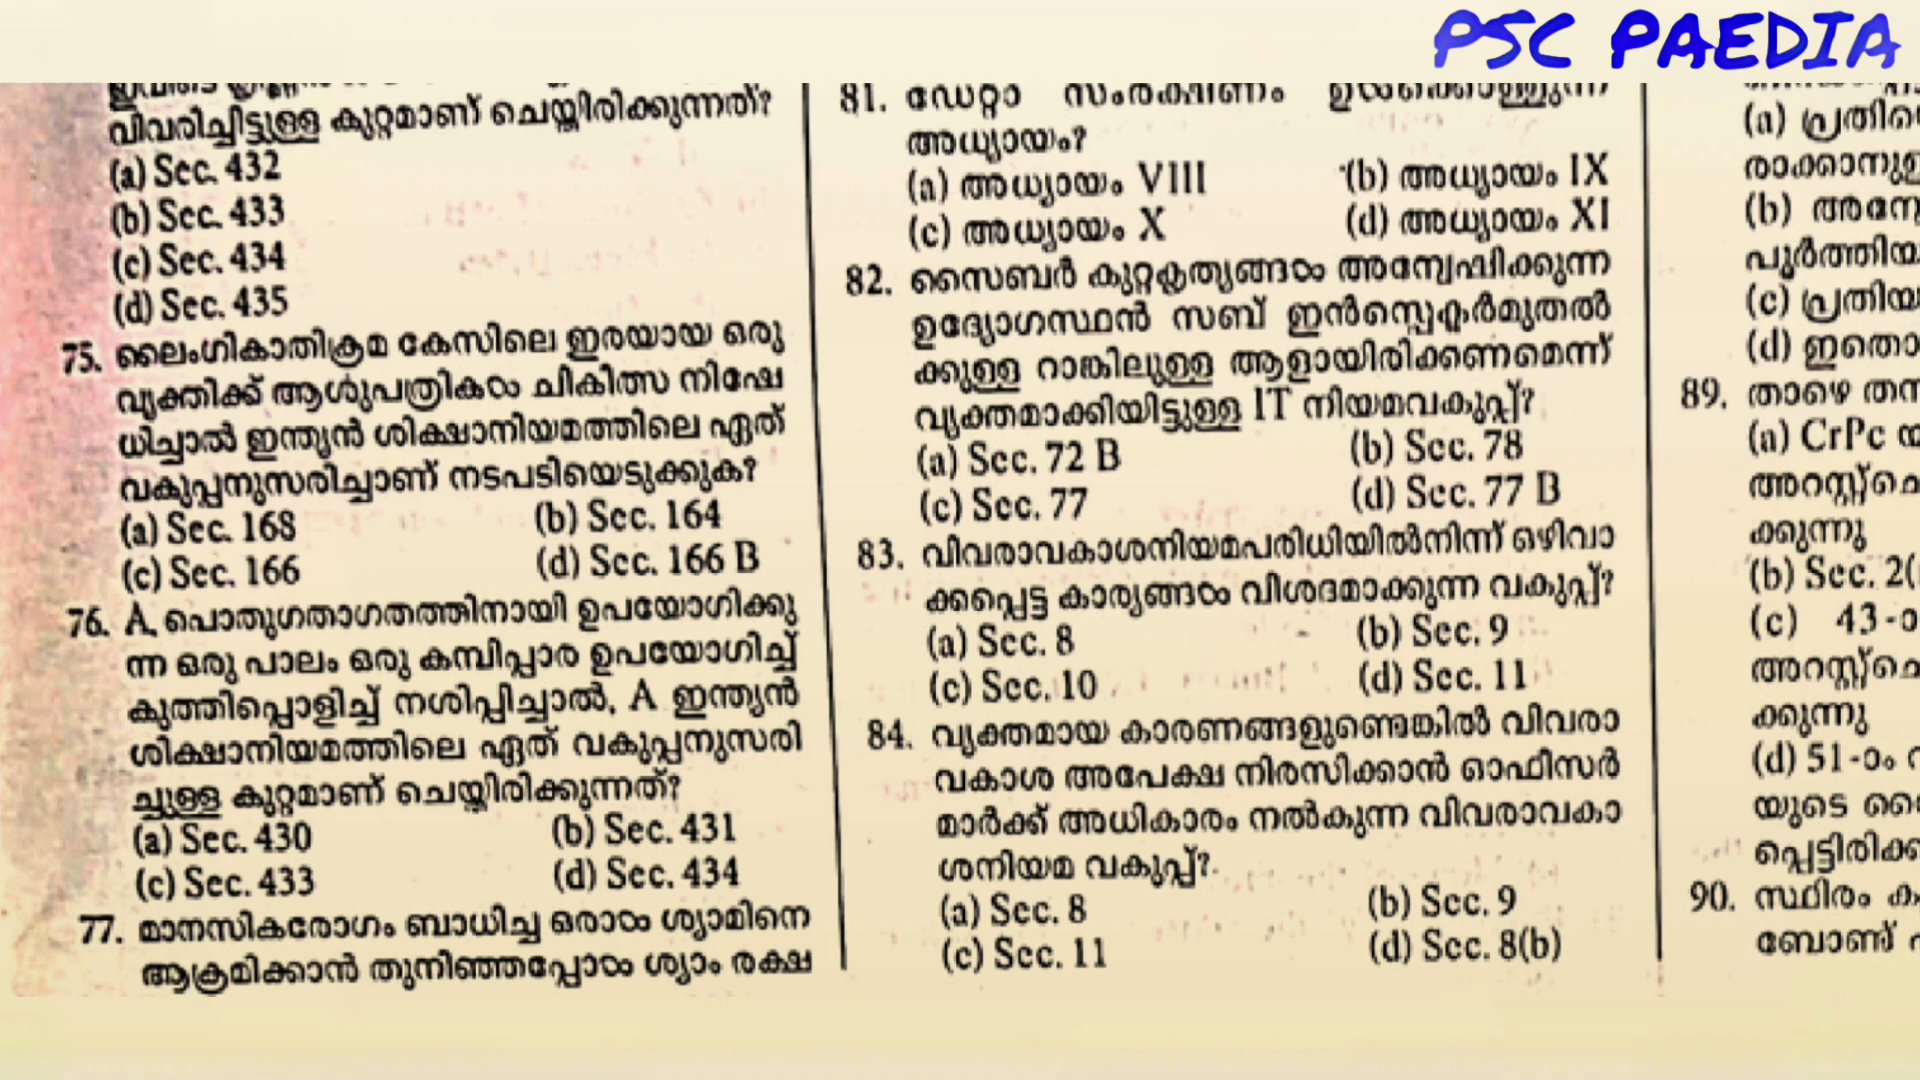 PSC PAEDIA
വിവരിച്ചിട്ടുള്ള കുറ്റമാണ് ചെയ്തിരിക്കുന്നത്?
(a) Sec. 432
(b) Sec. 433
(c) Sec. 434
(d) Sec. 435
75. ലൈംഗികാതിക്രമ കേസിലെ ഇരയായ ഒരു
വ്യക്തിക്ക് ആശുപത്രികൾ ചികിത്സ നിഷേ
ധിച്ചാൽ ഇന്ത്യൻ ശിക്ഷാനിയമത്തിലെ ഏത്
വകുപ്പനുസരിച്ചാണ് നടപടിയെടുക്കുക?
(a) Sec. 168 (b) Sec. 164
(c) Sec. 166 (d) Sec. 166 B
76. A പൊതുഗതാഗതത്തിനായി ഉപയോഗിക്കു
ന്ന ഒരു പാലം ഒരു കമ്പിപ്പാര ഉപയോഗിച്ച്
കുത്തിപ്പൊളിച്ച് നശിപ്പിച്ചാൽ, A ഇന്ത്യൻ
ശിക്ഷാനിയമത്തിലെ ഏത് വകുപ്പനുസരി
ച്ചുള്ള കുറ്റമാണ് ചെയ്തിരിക്കുന്നത്?
(a) Sec. 430 (b) Sec. 431
(c) Sec. 433 (d) Sec. 434
77. മാനസികരോഗം ബാധിച്ച ഒരാൾ ശ്യാമിനെ
ആക്രമിക്കാൻ തുനിഞ്ഞപ്പോൾ ശ്യാം രക്ഷ
81. ഡേറ്റാ സംരക്ഷണം ഉൾക്കൊള്ളുന്ന
അധ്യായം?
(a) അധ്യായം VIII (b) അധ്യായം IX
(c) അധ്യായം X (d) അധ്യായം XI
82. സൈബർ കുറ്റകൃത്യങ്ങൾ അന്വേഷിക്കുന്ന
ഉദ്യോഗസ്ഥൻ സബ് ഇൻസ്പെക്ടർമുതൽ
ക്കുള്ള റാങ്കിലുള്ള ആളായിരിക്കണമെന്ന്
വ്യക്തമാക്കിയിട്ടുള്ള IT നിയമവകുപ്പ്?
(a) Sec. 72 B (b) Sec. 78
(c) Sec. 77 (d) Sec. 77 B
83. വിവരാവകാശനിയമപരിധിയിൽനിന്ന് ഒഴിവാ
ക്കപ്പെട്ട കാര്യങ്ങൾ വിശദമാക്കുന്ന വകുപ്പ്?
(a) Sec. 8 (b) Sec. 9
(c) Sec. 10 (d) Sec. 11
84. വ്യക്തമായ കാരണങ്ങളുണ്ടെങ്കിൽ വിവരാ
വകാശ അപേക്ഷ നിരസിക്കാൻ ഓഫീസർ
മാർക്ക് അധികാരം നൽകുന്ന വിവരാവകാ
ശനിയമ വകുപ്പ്?
(a) Sec. 8 (b) Sec. 9
(c) Sec. 11 (d) Sec. 8(b)
(a)
രാക്കാനുള്ള
(b)
പൂർത്തിയാ
(c)
(d)
89. താഴെ
(a) CrPc
ക്കുന്നു
(b) Sec. 2(
(c) 43-ാ
ക്കുന്നു
(d) 51-ാം
യുടെ
90. സ്ഥിരം
ബോണ്ട്